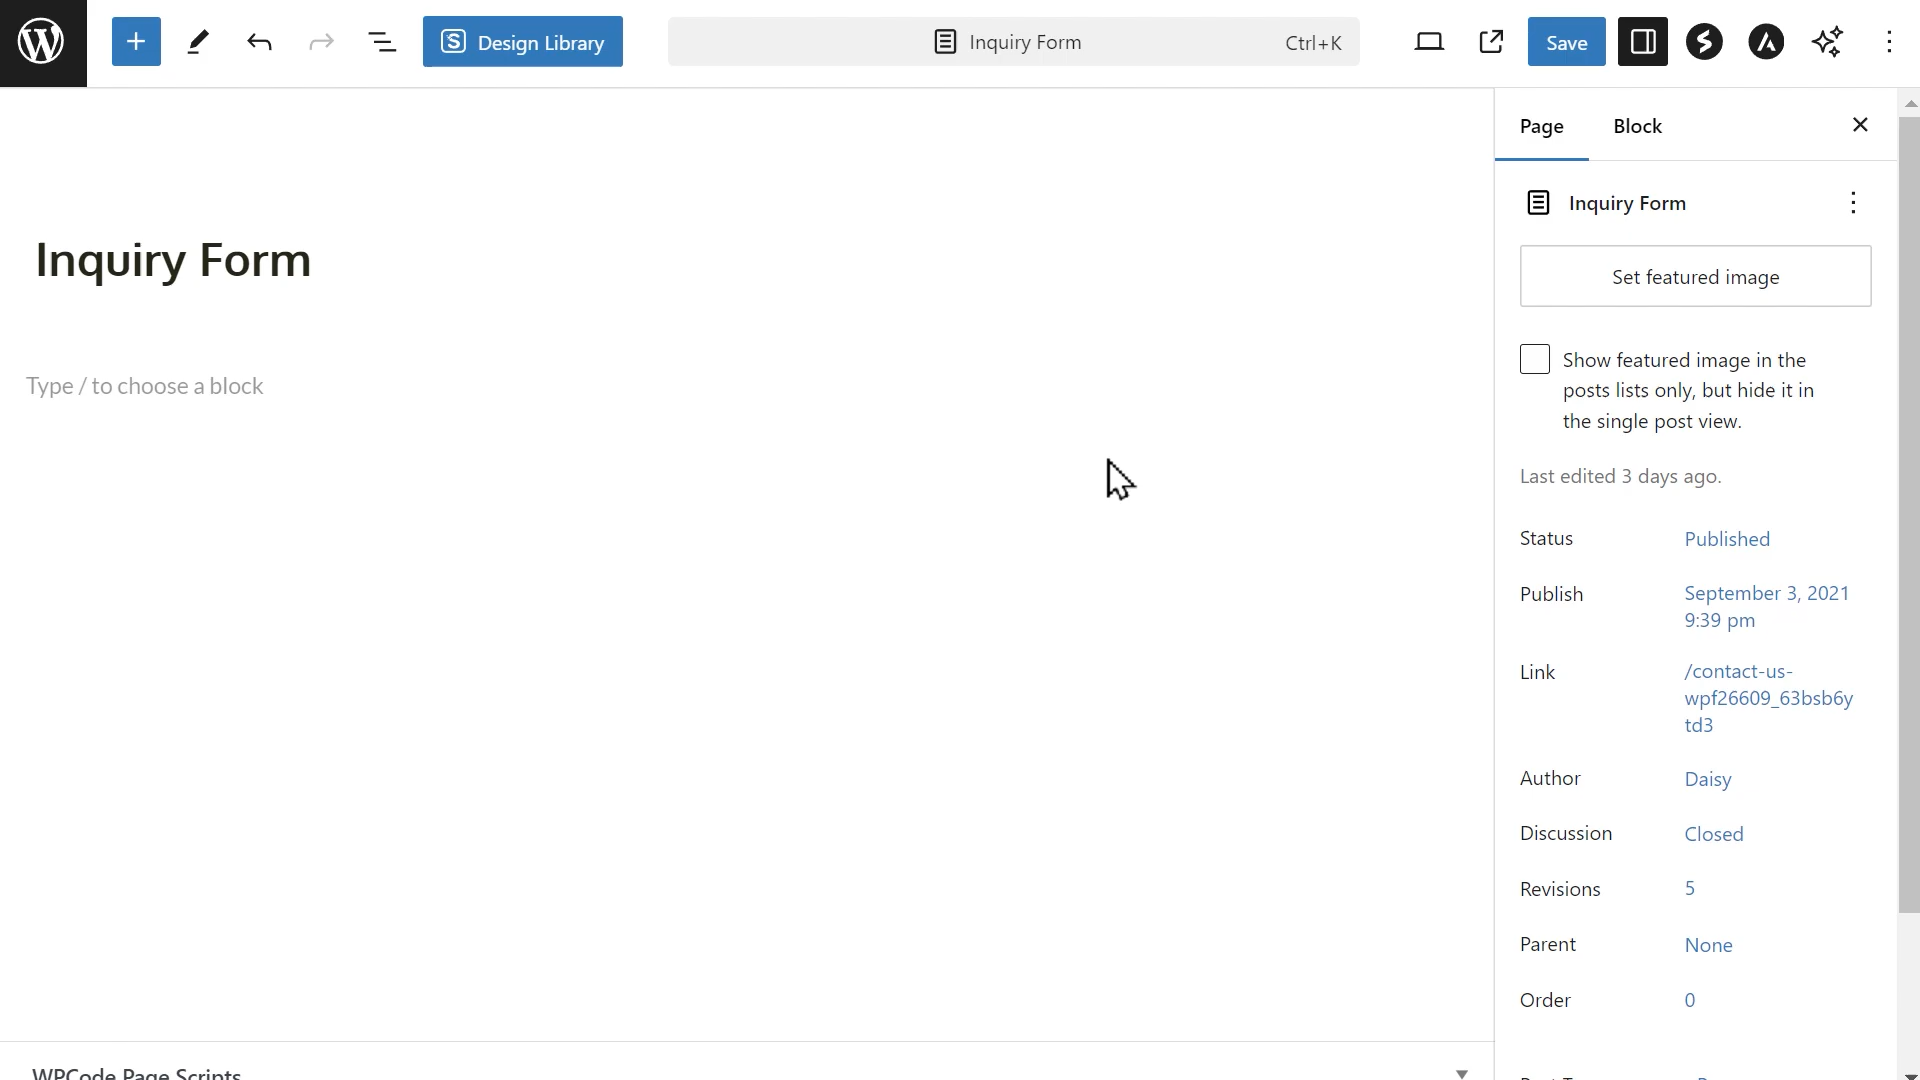 Design Library
Inquiry Form
Ctrl+K
Save
Page
Block
Inquiry Form
Set featured image
Show featured image in the
posts lists only, but hide it in
the single post view.
Last edited 3 days ago.
Status
Published
Publish
September 3, 2021
9:39 pm
Link
/contact-us-
wpf26609_63bsb6y
td3
Author
Daisy
Discussion
Closed
Revisions
5
Parent
None
Order
0
Inquiry Form
Type / to choose a block
WPCode Page Scripts